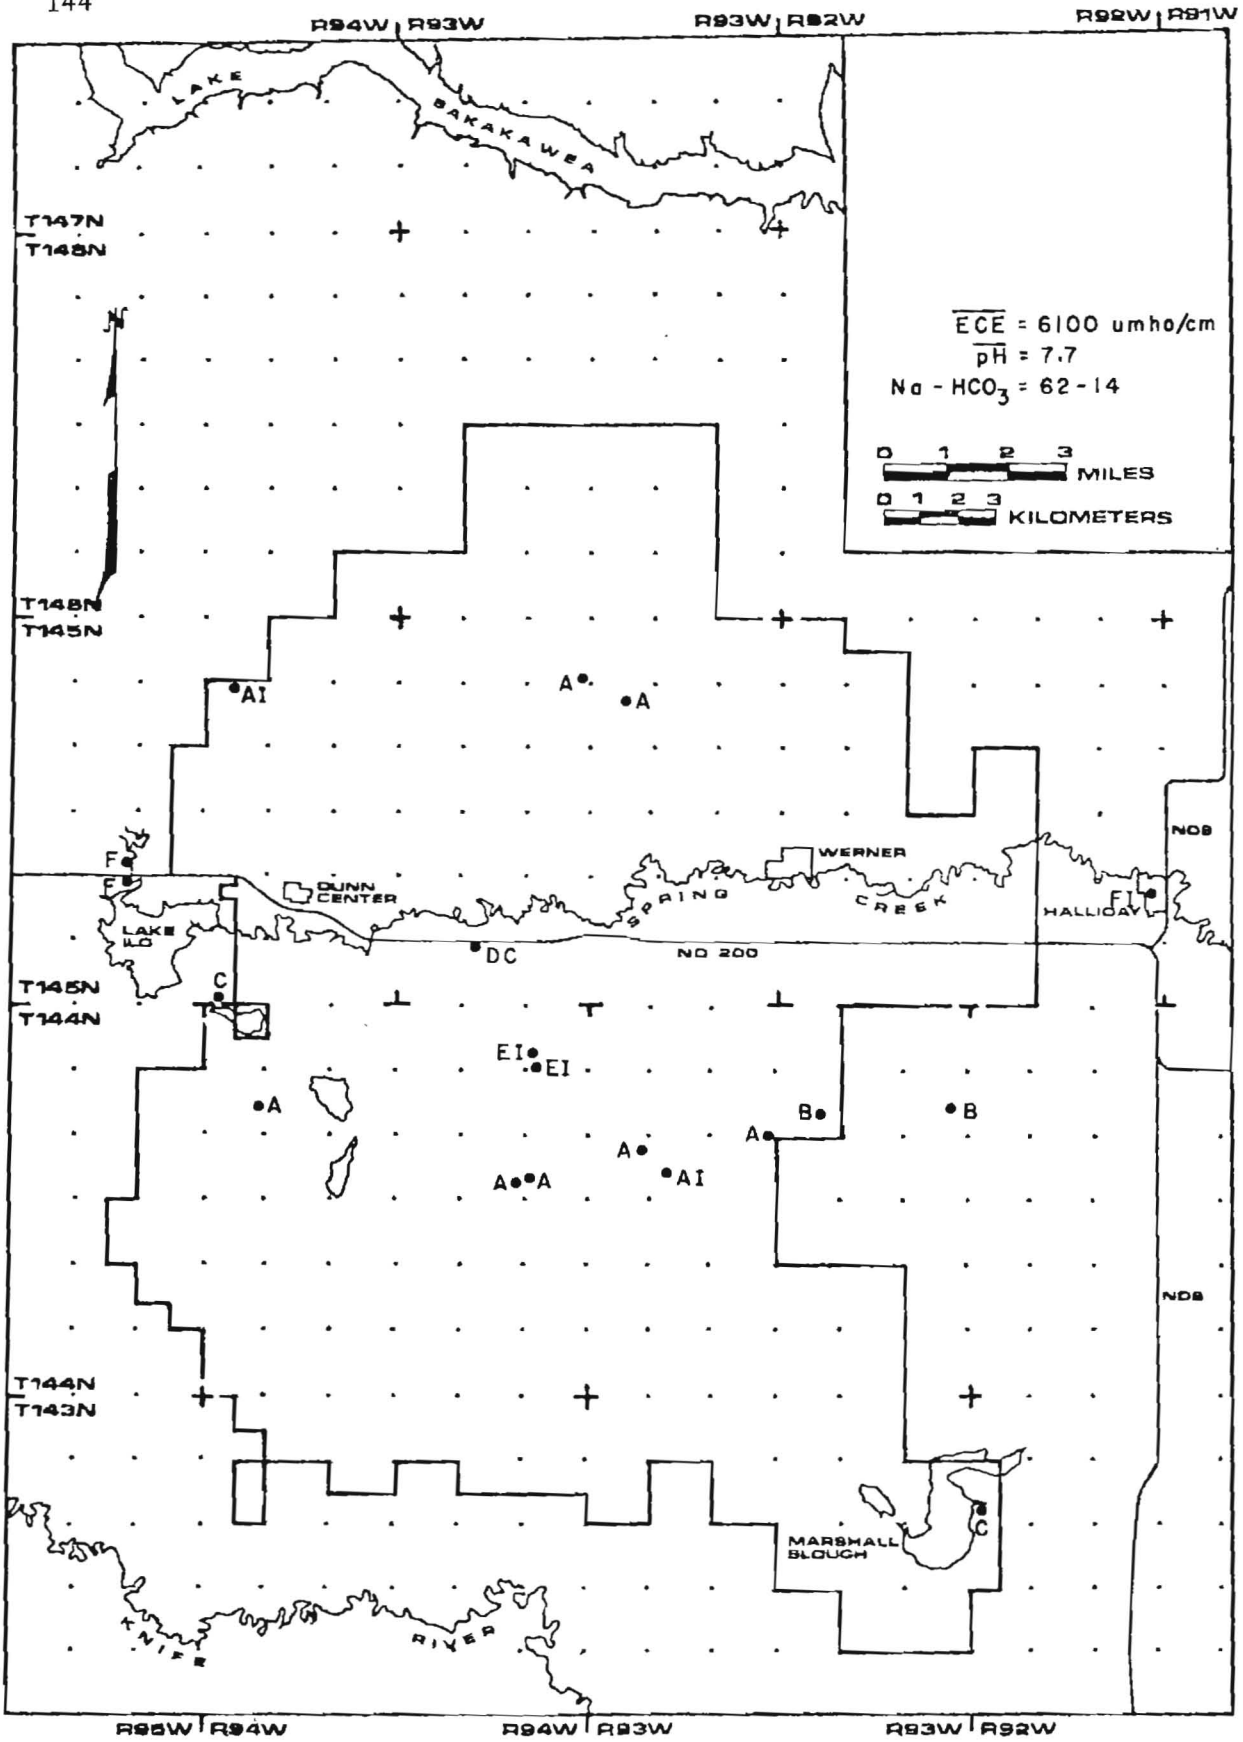 144
R94W R93W
R93W R92W
R92W R91W
LAKE
SAKAKAWEA
T147N
T146N
N
ECE = 6100 umho/cm
pH = 7.7
Na - HCO3 = 62-14
0 1 2 3
MILES
0 1 2 3
KILOMETERS
T146N
T145N
AI
A
A
ND8
F
F
WERNER
DUNN
CENTER
SPRING
CREEK
FI
HALLIDAY
LAKE
ILO
DC
ND 200
C
T145N
T144N
EI
EI
A
B
B
A
A
AI
A
A
ND8
T144N
T143N
C
MARSHALL
SLOUGH
KNIFE
RIVER
R95W R94W
R94W R93W
R93W R92W